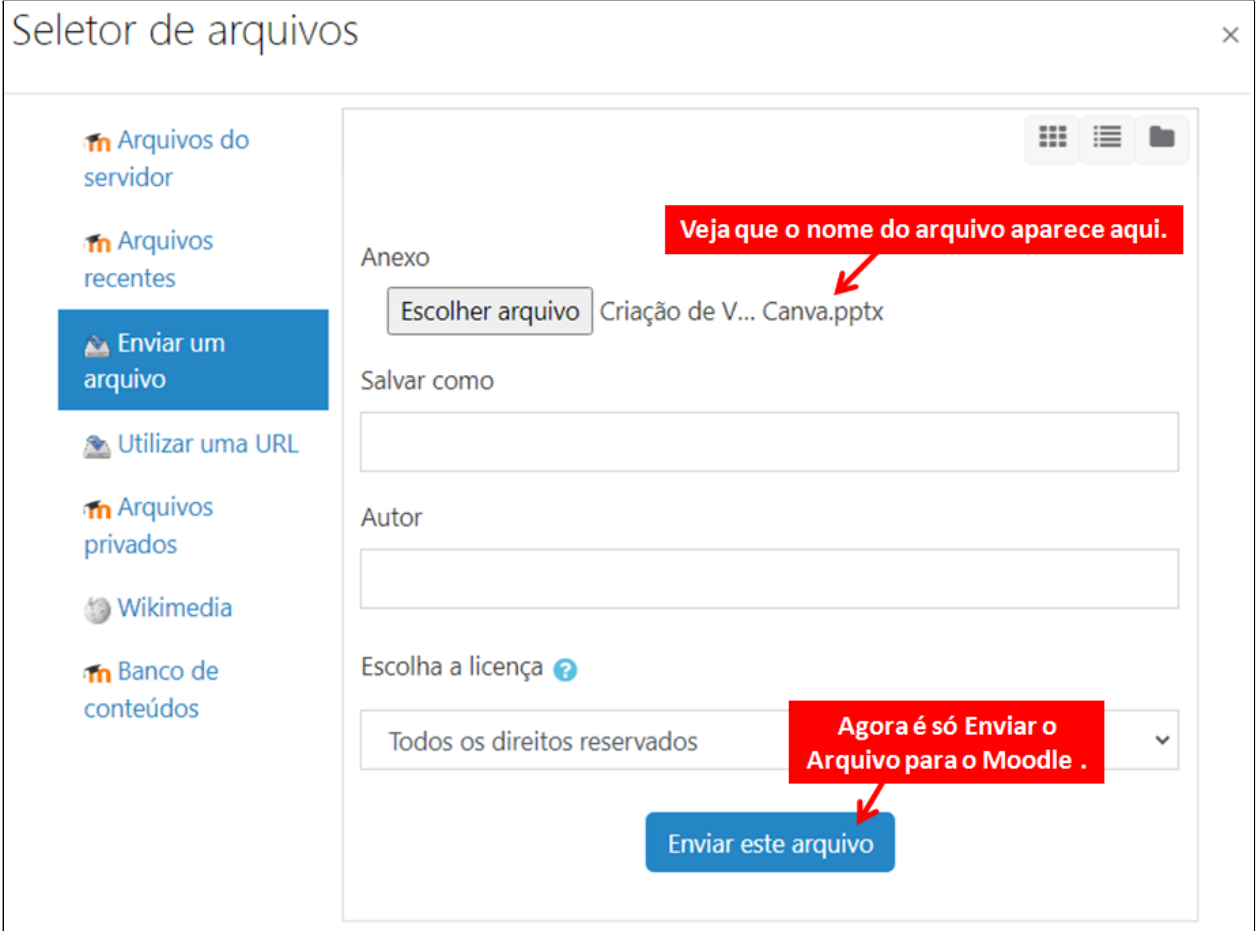 Seletor de arquivos
×
Arquivos do
servidor
Arquivos
recentes
Enviar um
arquivo
Utilizar uma URL
Arquivos
privados
Wikimedia
Banco de
conteúdos
Veja que o nome do arquivo aparece aqui.
Anexo
Escolher arquivo Criação de V... Canva.pptx
Salvar como
Autor
Escolha a licença ?
Todos os direitos reservados
Agora é só Enviar o
Arquivo para o Moodle .
Enviar este arquivo